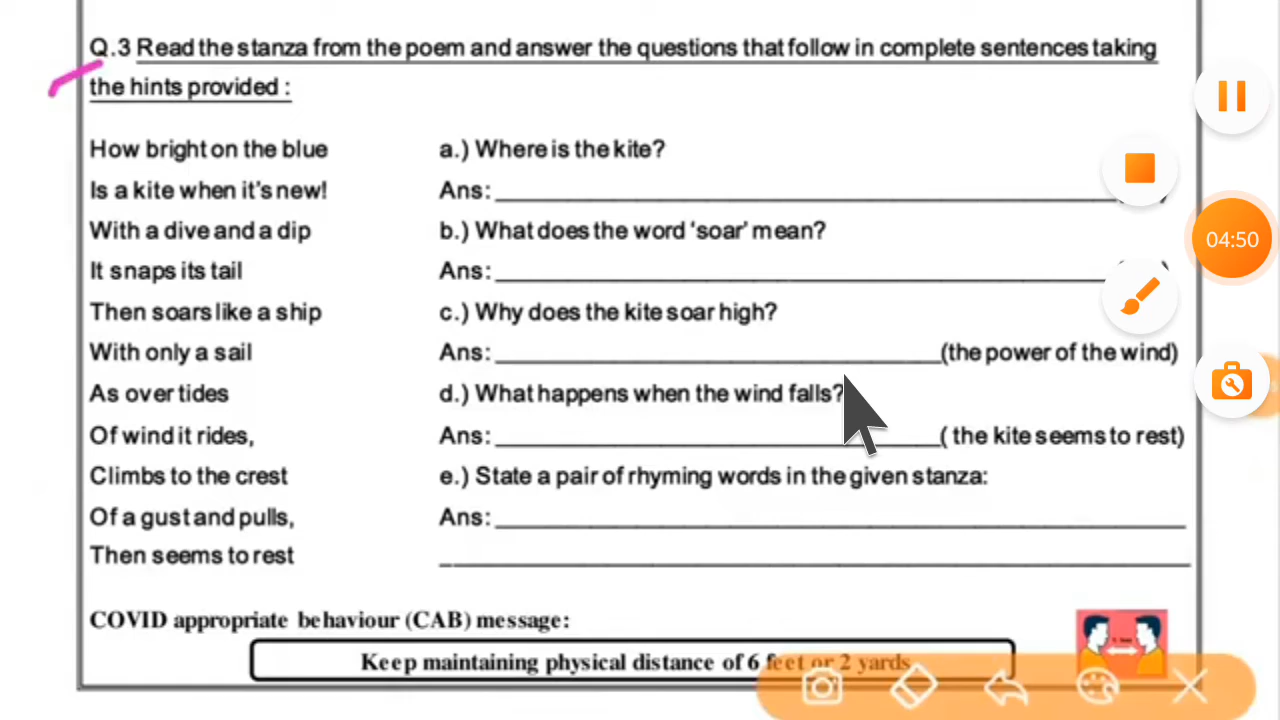 Q.3 Read the stanza from the poem and answer the questions that follow in complete sentences taking
the hints provided :
How bright on the blue
a.) Where is the kite?
Is a kite when it's new!
Ans:
With a dive and a dip
b.) What does the word 'soar' mean?
It snaps its tail
Ans:
Then soars like a ship
c.) Why does the kite soar high?
With only a sail
Ans: (the power of the wind)
As over tides
d.) What happens when the wind falls?
Of wind it rides,
Ans: ( the kite seems to rest)
Climbs to the crest
e.) State a pair of rhyming words in the given stanza:
Of a gust and pulls,
Ans:
Then seems to rest
COVID appropriate behaviour (CAB) message:
Keep maintaining physical distance of 6 feet or 2 yards
04:50